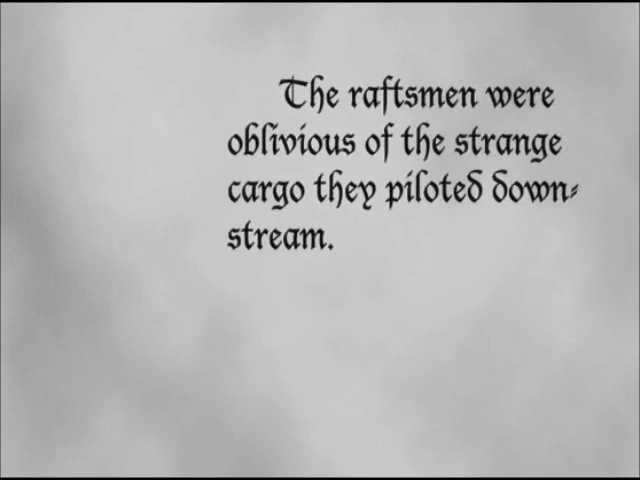 The raftsmen were
oblivious of the strange
cargo they piloted down-
stream.